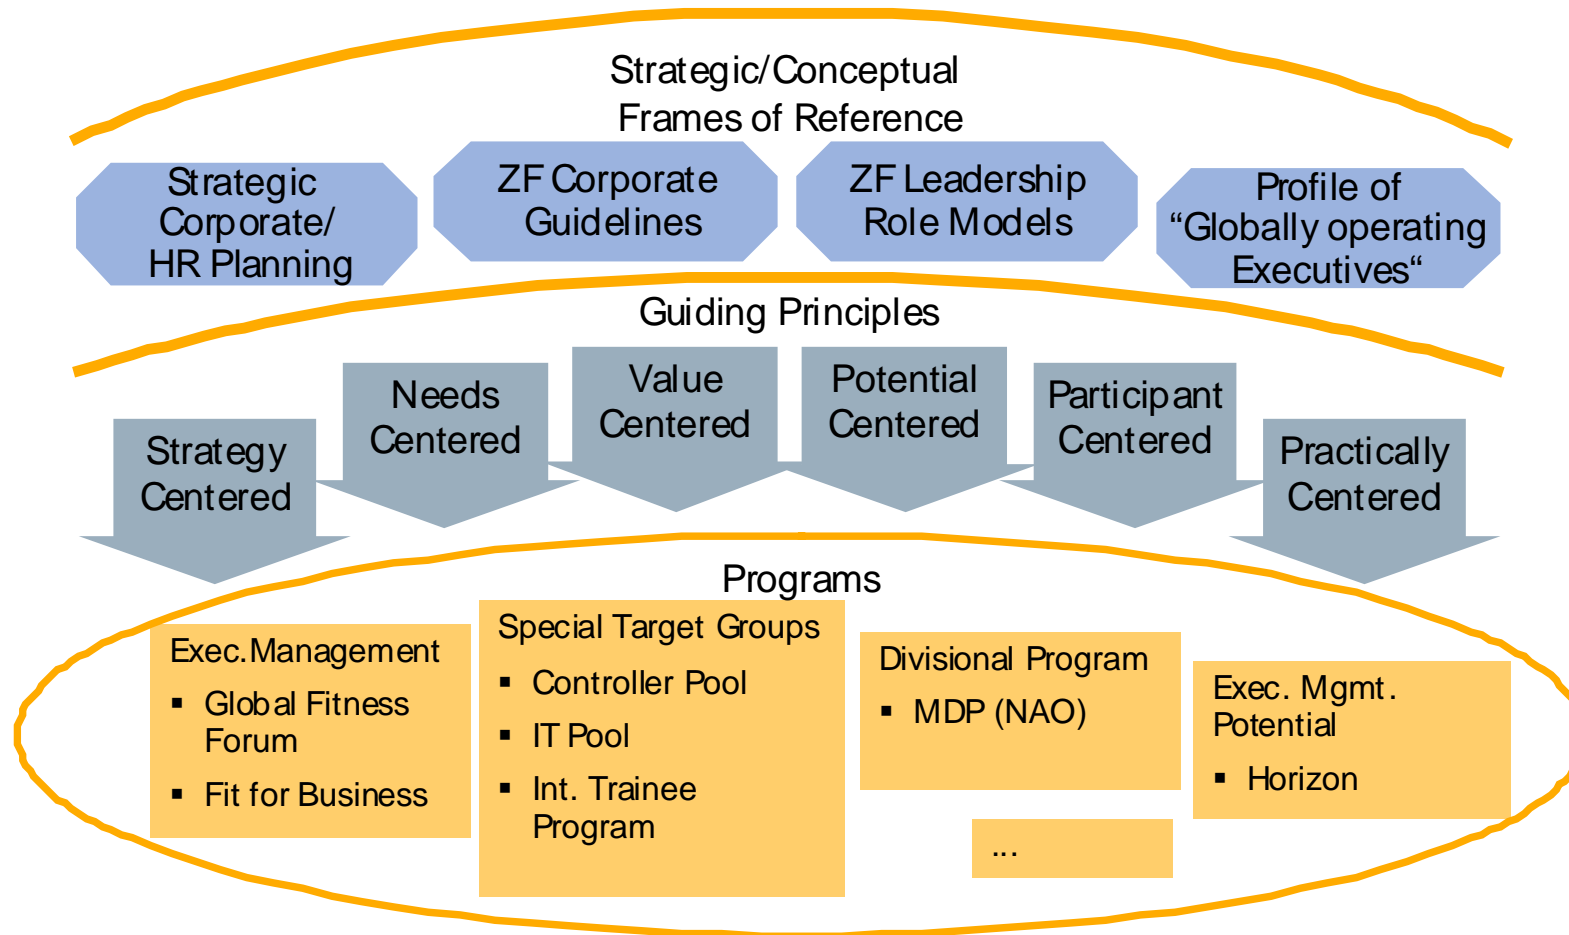 Strategic/Conceptual
Frames of Reference
Strategic
Corporate/
HR Planning
ZF Corporate
Guidelines
ZF Leadership
Role Models
Profile of
“Globally operating
Executives“
Guiding Principles
Strategy
Centered
Needs
Centered
Value
Centered
Potential
Centered
Participant
Centered
Practically
Centered
Programs
Exec.Management
▪ Global Fitness
Forum
▪ Fit for Business
Special Target Groups
▪ Controller Pool
▪ IT Pool
▪ Int. Trainee
Program
Divisional Program
▪ MDP (NAO)
...
Exec. Mgmt.
Potential
▪ Horizon